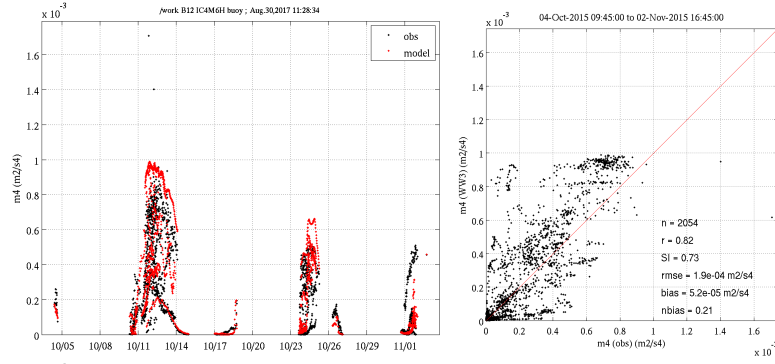 /work B12 IC4M6H buoy ; Aug.30,2017 11:28:34
x 10⁻³
obs
model
1.6
1.4
1.2
1
0.8
0.6
0.4
0.2
0
m4 (m2/s4)
10/05 10/08 10/11 10/14 10/17 10/20 10/23 10/26 10/29 11/01
04-Oct-2015 09:45:00 to 02-Nov-2015 16:45:00
x 10⁻³
1.6
1.4
1.2
1
0.8
0.6
0.4
0.2
0
m4 (WW3) (m2/s4)
n = 2054
r = 0.82
SI = 0.73
rmse = 1.9e-04 m2/s4
bias = 5.2e-05 m2/s4
nbias = 0.21
0 0.2 0.4 0.6 0.8 1 1.2 1.4 1.6
m4 (obs) (m2/s4)
x 10